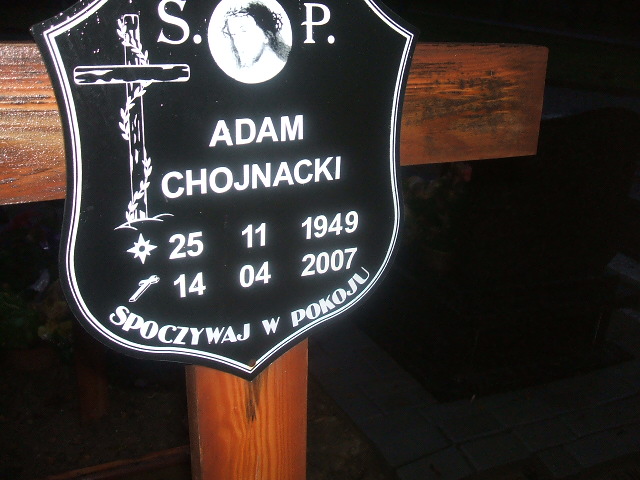 S. P.
ADAM
CHOJNACKI
25 11 1949
14 04 2007
SPOCZYWAJ W POKOJU